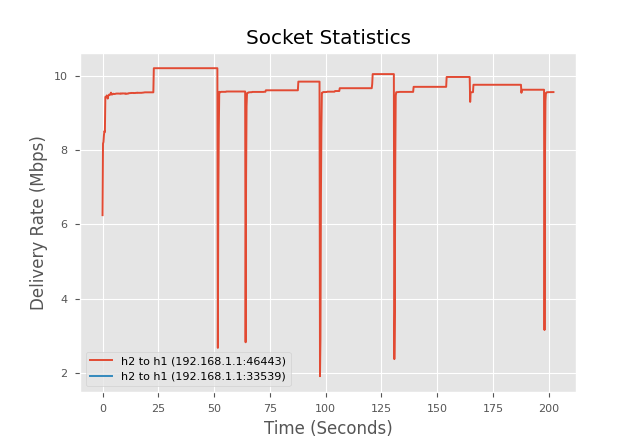 Socket Statistics
10
8
6
4
2
Delivery Rate (Mbps)
h2 to h1 (192.168.1.1:46443)
h2 to h1 (192.168.1.1:33539)
0 25 50 75 100 125 150 175 200
Time (Seconds)